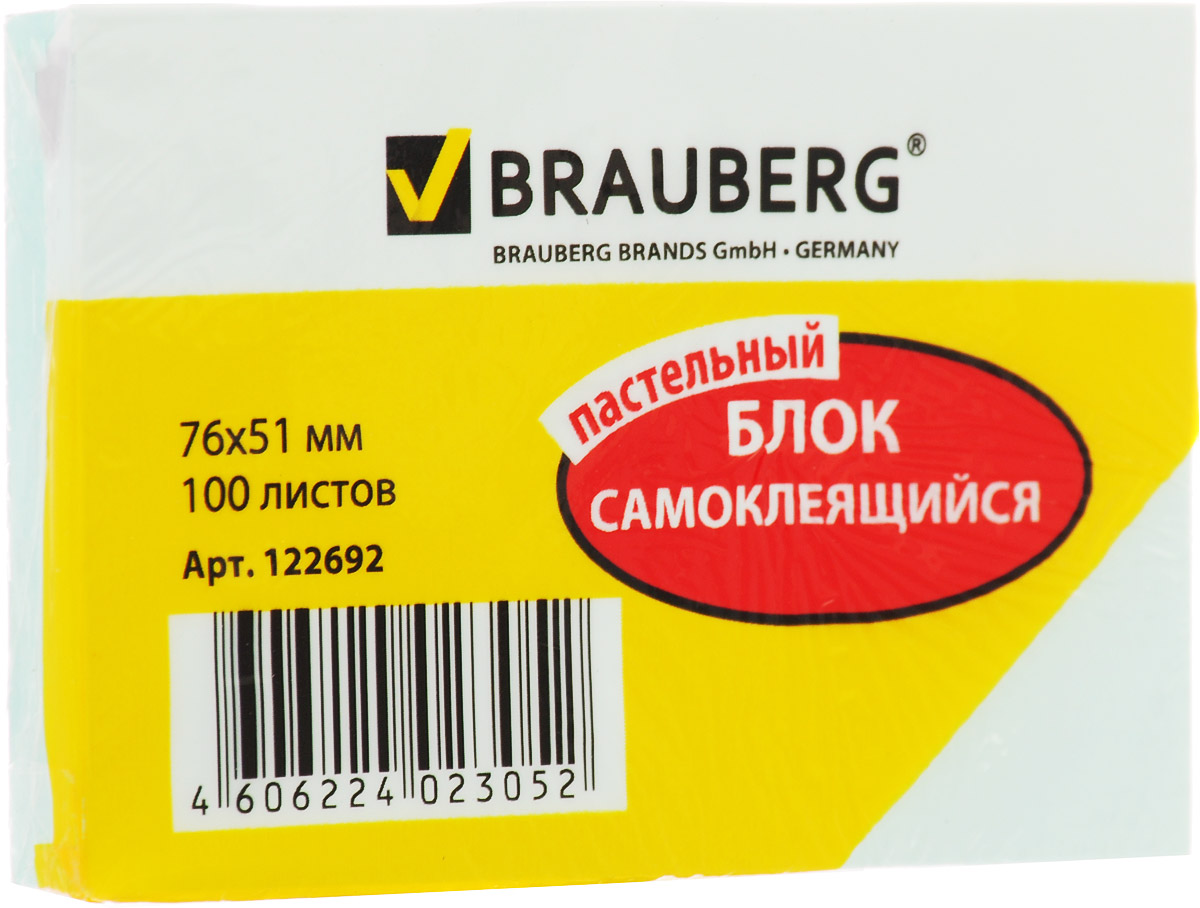 BRAUBERG®
BRAUBERG BRANDS GmbH · GERMANY
пастельный
БЛОК
САМОКЛЕЯЩИЙСЯ
76x51 мм
100 листов
Арт. 122692
4 606224 023052